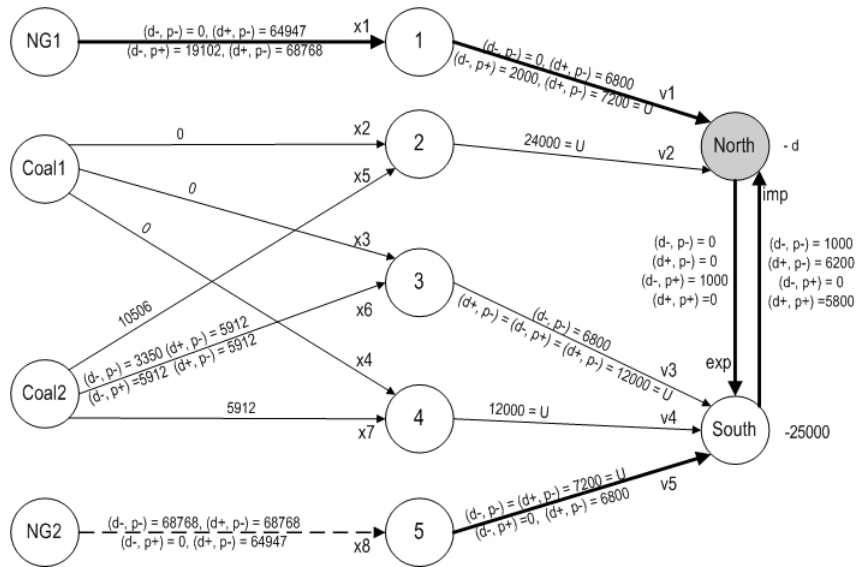 NG1
(d-, p-) = 0, (d+, p-) = 64947
(d-, p+) = 19102, (d+, p-) = 68768
x1
1
(d-, p-) = 0, (d+, p-) = 6800
(d-, p+) = 2000, (d+, p-) = 7200 = U
v1
Coal1
0
x2
2
24000 = U
v2
North
- d
x5
0
0
x3
3
imp
(d-, p-) = 0
(d+, p-) = 0
(d-, p+) = 1000
(d+, p+) =0
(d-, p-) = 1000
(d+, p-) = 6200
(d-, p+) = 0
(d+, p+) =5800
10506
x6
(d-, p-) = 6800
(d+, p-) = (d-, p+) = (d+, p-) = 12000 = U
v3
Coal2
(d-, p-) = 3350 (d+, p-) = 5912
(d-, p+) =5912 (d+, p-) = 5912
x4
exp
5912
x7
4
12000 = U
v4
South
-25000
NG2
(d-, p-) = 68768, (d+, p-) = 68768
(d-, p+) = 0, (d+, p-) = 64947
x8
5
(d-, p-) = (d+, p-) = 7200 = U
(d-, p+) =0, (d+, p-) = 6800
v5